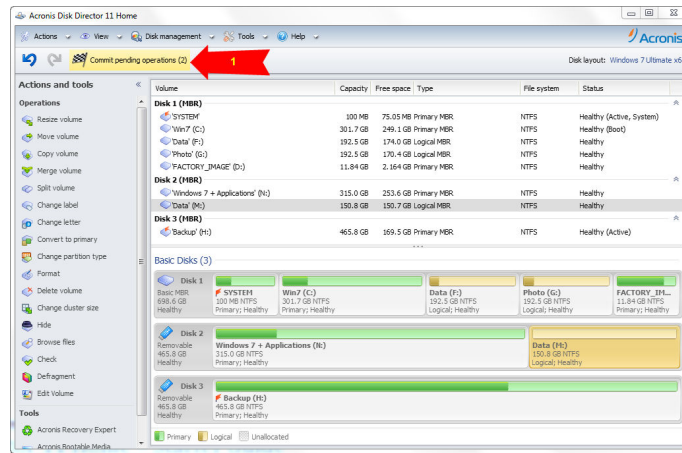 Acronis Disk Director 11 Home
Actions View Disk management Tools Help Acronis
Commit pending operations (2) 1 Disk layout: Windows 7 Ultimate x6
Actions and tools
Operations
Resize volume
Move volume
Copy volume
Merge volume
Split volume
Change label
Change letter
Convert to primary
Change partition type
Format
Delete volume
Change cluster size
Hide
Browse files
Check
Defragment
Edit Volume
Tools
Acronis Recovery Expert
Acronis Bootable Media
Volume Capacity Free space Type File system Status
Disk 1 (MBR)
'SYSTEM' 100 MB 75.05 MB Primary MBR NTFS Healthy (Active, System)
'Win7' (C:) 301.7 GB 249.1 GB Primary MBR NTFS Healthy (Boot)
'Data' (F:) 192.5 GB 174.0 GB Logical MBR NTFS Healthy
'Photo' (G:) 192.5 GB 170.4 GB Logical MBR NTFS Healthy
'FACTORY_IMAGE' (D:) 11.84 GB 2.164 GB Primary MBR NTFS Healthy
Disk 2 (MBR)
'Windows 7 + Applications' (N:) 315.0 GB 253.6 GB Primary MBR NTFS Healthy
'Data' (M:) 150.8 GB 150.7 GB Logical MBR NTFS Healthy
Disk 3 (MBR)
'Backup' (H:) 465.8 GB 169.5 GB Primary MBR NTFS Healthy (Active)
Basic Disks (3)
Disk 1
Basic MBR SYSTEM Win7 (C:) Data (F:) Photo (G:) FACTORY_IM...
698.6 GB 100 MB NTFS 301.7 GB NTFS 192.5 GB NTFS 192.5 GB NTFS 11.84 GB NTFS
Healthy Primary; Healthy Primary; Healthy Logical; Healthy Logical; Healthy Primary; Healthy
Disk 2
Removable Windows 7 + Applications (N:) Data (M:)
465.8 GB 315.0 GB NTFS 150.8 GB NTFS
Healthy Primary; Healthy Logical; Healthy
Disk 3
Removable Backup (H:)
465.8 GB 465.8 GB NTFS
Healthy Primary; Healthy
Primary Logical Unallocated